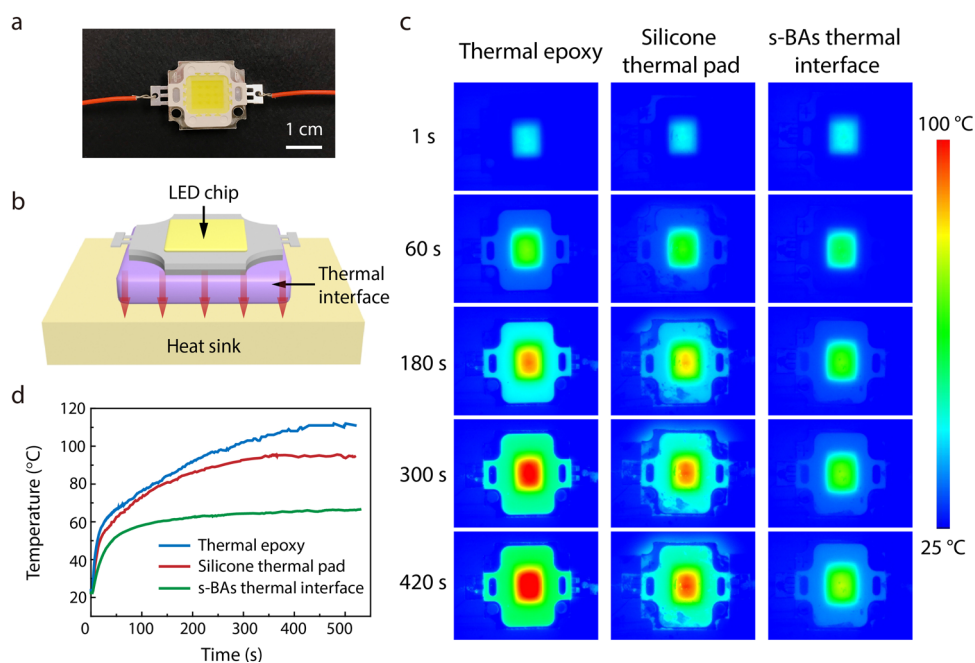 a
1 cm
b
LED chip
Thermal
interface
Heat sink
c
Thermal epoxy
Silicone
thermal pad
s-BAs thermal
interface
1 s
60 s
180 s
300 s
420 s
100 °C
25 °C
d
Temperature (°C)
120
100
80
60
40
20
Thermal epoxy
Silicone thermal pad
s-BAs thermal interface
0
100
200
300
400
500
Time (s)